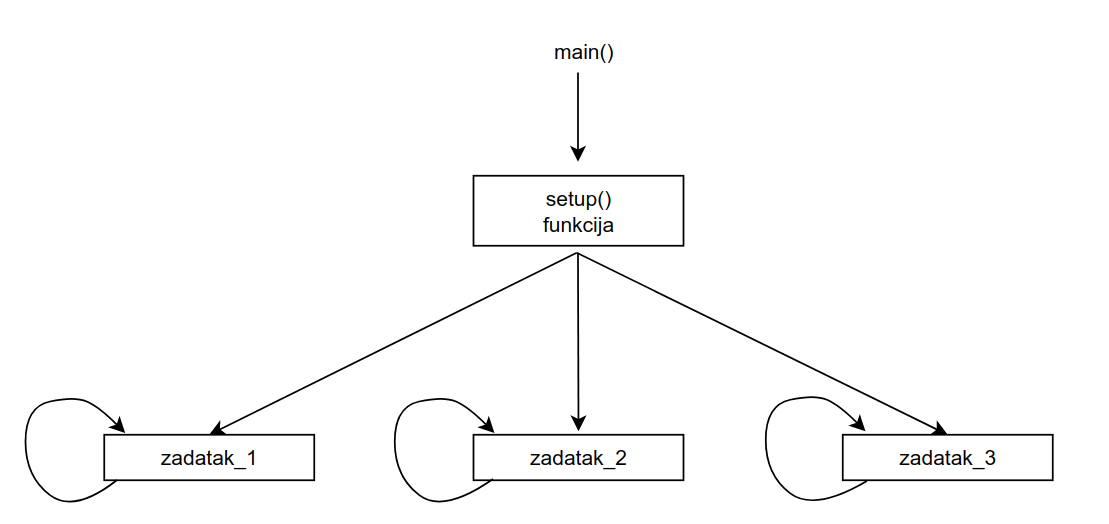 main()
setup()
funkcija
zadatak_1
zadatak_2
zadatak_3